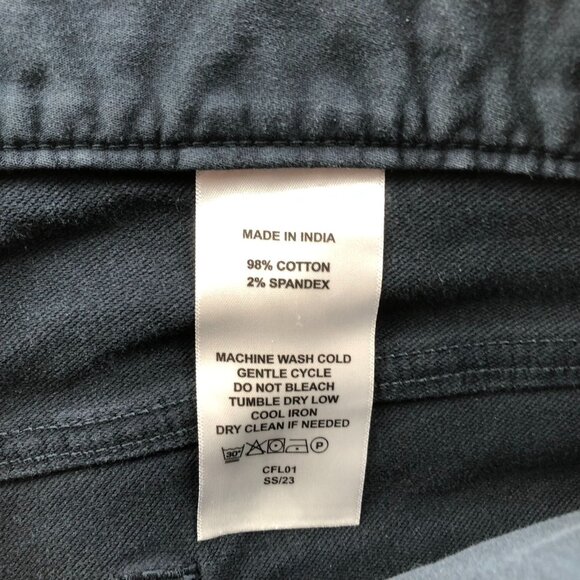 MADE IN INDIA
98% COTTON
2% SPANDEX
MACHINE WASH COLD
GENTLE CYCLE
DO NOT BLEACH
TUMBLE DRY LOW
COOL IRON
DRY CLEAN IF NEEDED
30° P
CFL01
SS/23